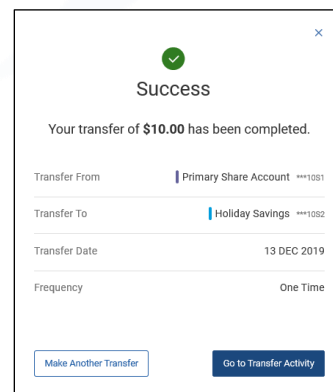 Success
Your transfer of $10.00 has been completed.
Transfer From Primary Share Account ***10S1
Transfer To Holiday Savings ***10S2
Transfer Date 13 DEC 2019
Frequency One Time
Make Another Transfer Go to Transfer Activity